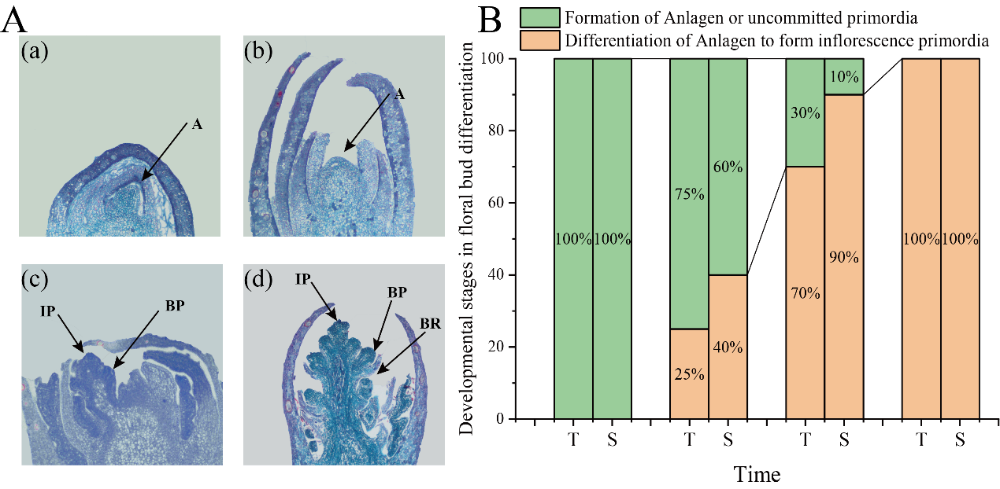 A
(a)
A
(b)
A
(c)
IP
BP
(d)
IP
BP
BR
B
Formation of Anlagen or uncommitted primordia
Differentiation of Anlagen to form inflorescence primordia
Developmental stages in floral bud differentiation
100
80
60
40
20
0
100% 100%
75% 60%
25% 40%
30% 10%
70% 90%
100% 100%
T S T S T S T S
Time